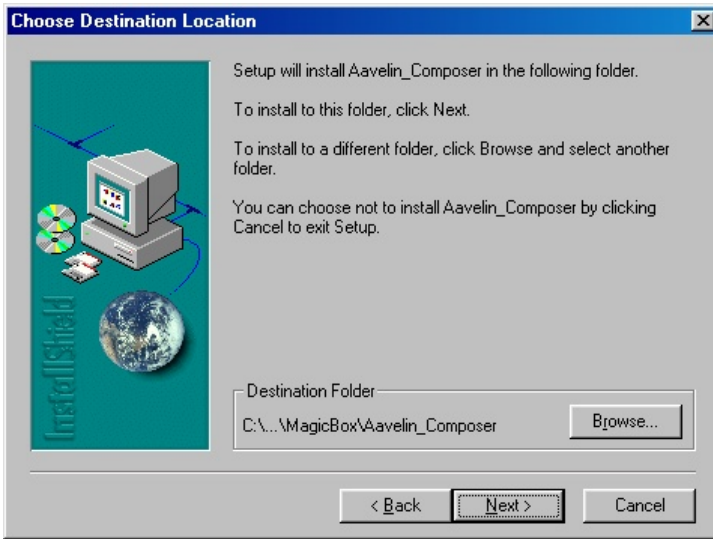 Choose Destination Location
Setup will install Aavelin_Composer in the following folder.
To install to this folder, click Next.
To install to a different folder, click Browse and select another
folder.
You can choose not to install Aavelin_Composer by clicking
Cancel to exit Setup.
InstallShield
Destination Folder
C:\...\MagicBox\Aavelin_Composer
Browse...
< Back
Next >
Cancel